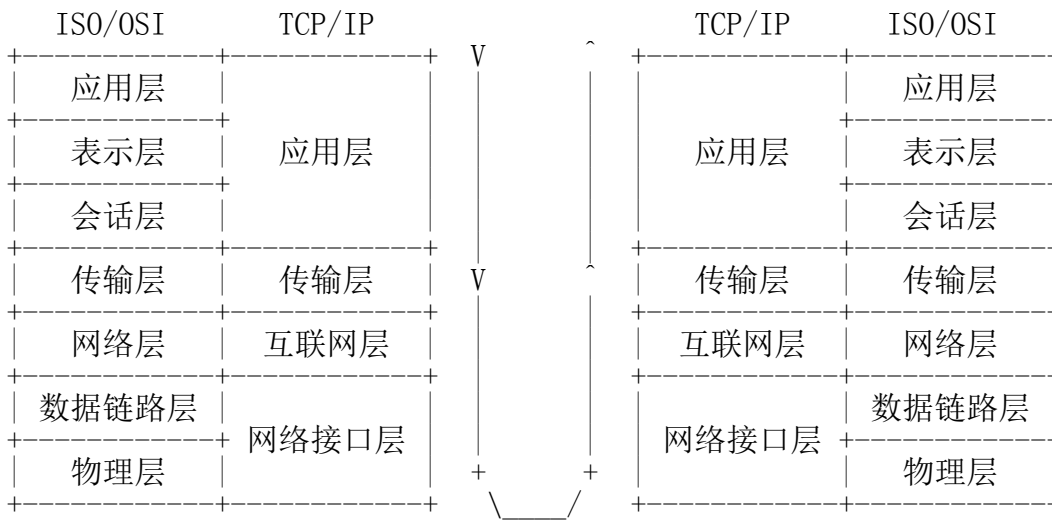 ISO/OSI TCP/IP TCP/IP ISO/OSI
V ^
应用层 应用层
表示层 应用层 应用层 表示层
会话层 会话层
传输层 传输层 V ^ 传输层 传输层
网络层 互联网层 互联网层 网络层
数据链路层 数据链路层
网络接口层 网络接口层
物理层 物理层